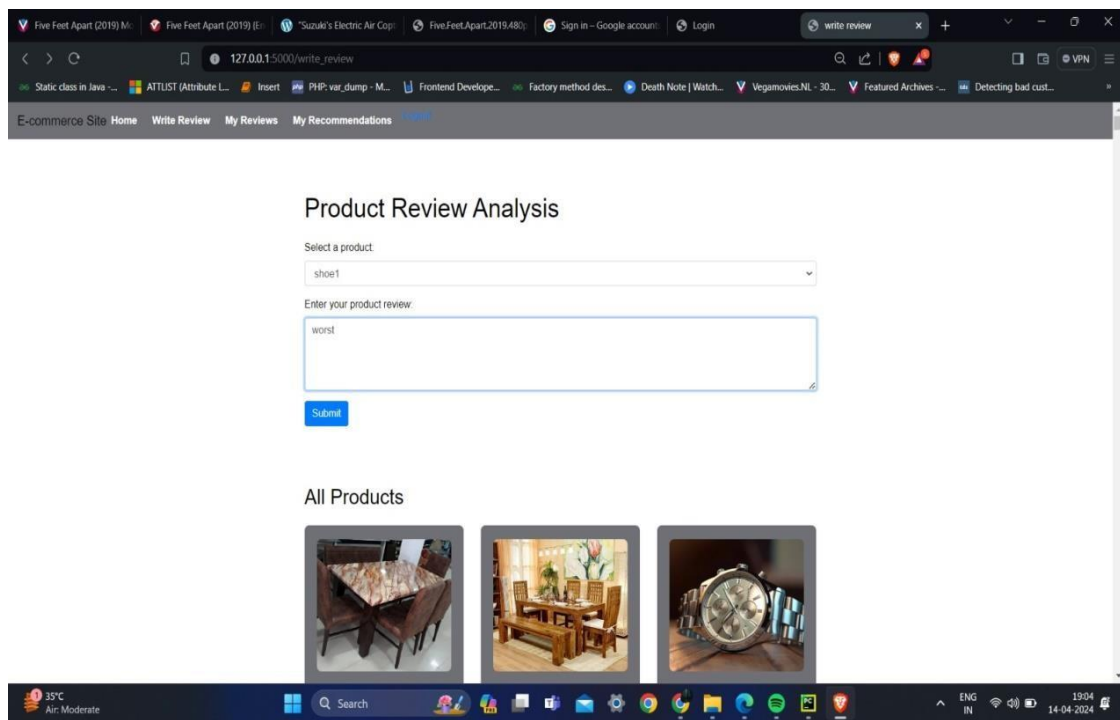 Five Feet Apart (2019) Mo
Five Feet Apart (2019) (En
"Suzuki's Electric Air Copt
Five.Feet.Apart.2019.480p
Sign in – Google accounts
Login
write review
127.0.0.1:5000/write_review
VPN
Static class in Java -...
ATTLIST (Attribute L...
Insert
PHP: var_dump - M...
Frontend Develope...
Factory method des...
Death Note | Watch...
Vegamovies.NL - 30...
Featured Archives -...
Detecting bad cust...
E-commerce Site Home Write Review My Reviews My Recommendations
Product Review Analysis
Select a product:
shoe1
Enter your product review:
worst
Submit
All Products
35°C
Air: Moderate
Search
ENG
IN
19:04
14-04-2024